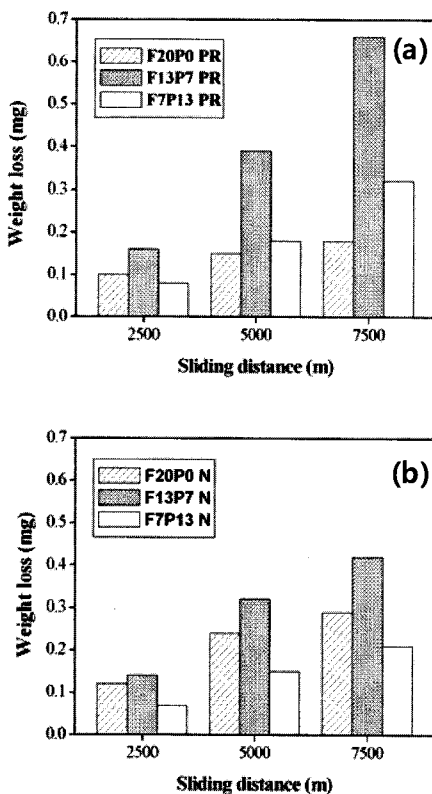 (a)
F20P0 PR
F13P7 PR
F7P13 PR
Weight loss (mg)
0.7
0.6
0.5
0.4
0.3
0.2
0.1
0.0
2500 5000 7500
Sliding distance (m)
(b)
F20P0 N
F13P7 N
F7P13 N
Weight loss (mg)
0.7
0.6
0.5
0.4
0.3
0.2
0.1
0.0
2500 5000 7500
Sliding distance (m)